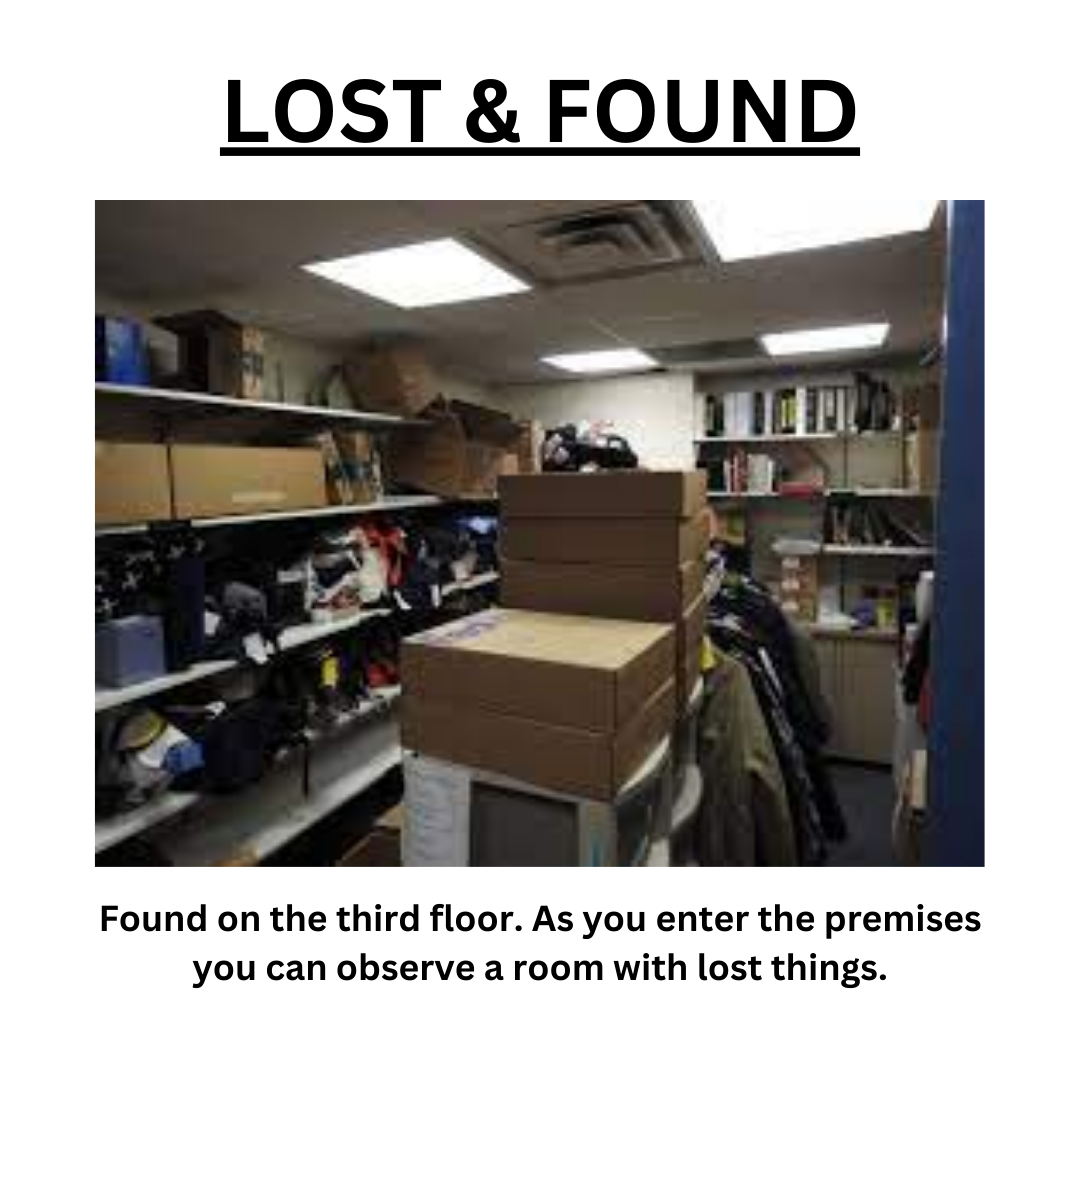 LOST & FOUND
Found on the third floor. As you enter the premises
you can observe a room with lost things.